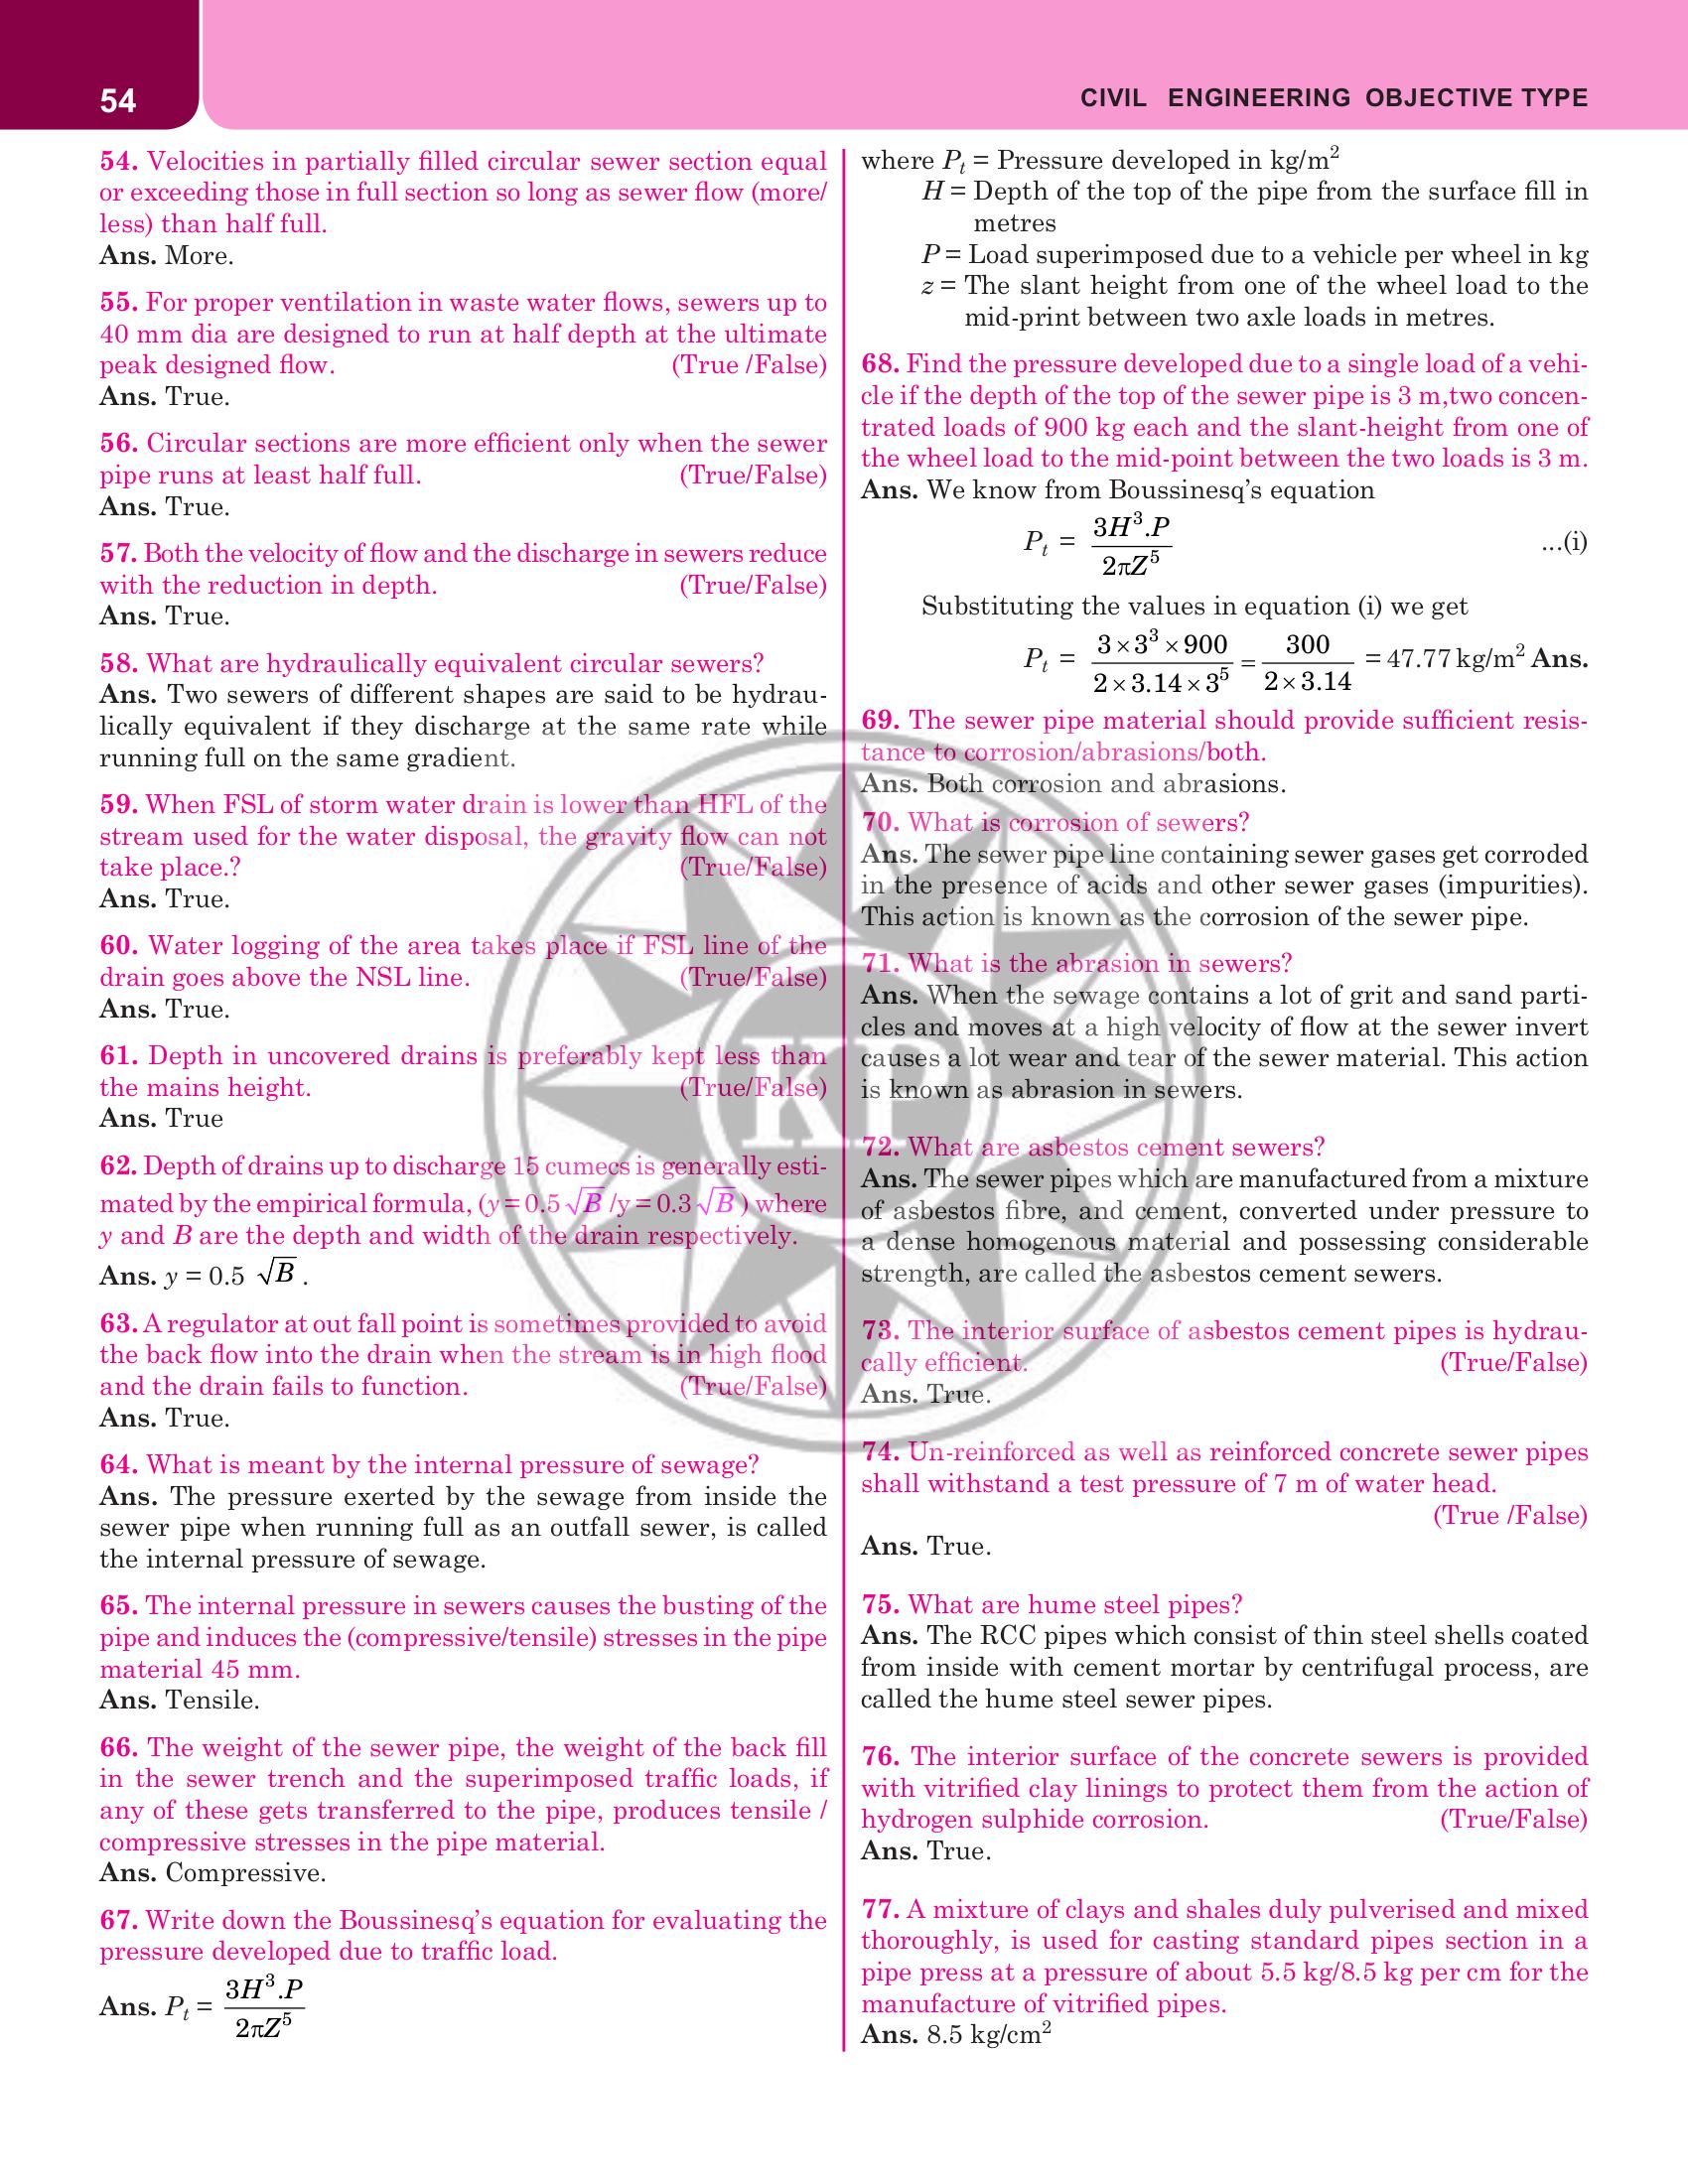 54
CIVIL ENGINEERING OBJECTIVE TYPE
54. Velocities in partially filled circular sewer section equal
or exceeding those in full section so long as sewer flow (more/
less) than half full.
Ans. More.
55. For proper ventilation in waste water flows, sewers up to
40 mm dia are designed to run at half depth at the ultimate
peak designed flow. (True /False)
Ans. True.
56. Circular sections are more efficient only when the sewer
pipe runs at least half full. (True/False)
Ans. True.
57. Both the velocity of flow and the discharge in sewers reduce
with the reduction in depth. (True/False)
Ans. True.
58. What are hydraulically equivalent circular sewers?
Ans. Two sewers of different shapes are said to be hydrau-
lically equivalent if they discharge at the same rate while
running full on the same gradient.
59. When FSL of storm water drain is lower than HFL of the
stream used for the water disposal, the gravity flow can not
take place.? (True/False)
Ans. True.
60. Water logging of the area takes place if FSL line of the
drain goes above the NSL line. (True/False)
Ans. True.
61. Depth in uncovered drains is preferably kept less than
the mains height. (True/False)
Ans. True
62. Depth of drains up to discharge 15 cumecs is generally esti-
mated by the empirical formula, (y = 0.5 √B /y = 0.3 √B ) where
y and B are the depth and width of the drain respectively.
Ans. y = 0.5 √B .
63. A regulator at out fall point is sometimes provided to avoid
the back flow into the drain when the stream is in high flood
and the drain fails to function. (True/False)
Ans. True.
64. What is meant by the internal pressure of sewage?
Ans. The pressure exerted by the sewage from inside the
sewer pipe when running full as an outfall sewer, is called
the internal pressure of sewage.
65. The internal pressure in sewers causes the busting of the
pipe and induces the (compressive/tensile) stresses in the pipe
material 45 mm.
Ans. Tensile.
66. The weight of the sewer pipe, the weight of the back fill
in the sewer trench and the superimposed traffic loads, if
any of these gets transferred to the pipe, produces tensile /
compressive stresses in the pipe material.
Ans. Compressive.
67. Write down the Boussinesq's equation for evaluating the
pressure developed due to traffic load.
Ans. Pt = 3H³.P / 2πZ⁵
where Pt = Pressure developed in kg/m²
H = Depth of the top of the pipe from the surface fill in
metres
P = Load superimposed due to a vehicle per wheel in kg
z = The slant height from one of the wheel load to the
mid-print between two axle loads in metres.
68. Find the pressure developed due to a single load of a vehi-
cle if the depth of the top of the sewer pipe is 3 m,two concen-
trated loads of 900 kg each and the slant-height from one of
the wheel load to the mid-point between the two loads is 3 m.
Ans. We know from Boussinesq's equation
Pt = 3H³.P / 2πZ⁵ ...(i)
Substituting the values in equation (i) we get
Pt = 3 × 3³ × 900 / 2 × 3.14 × 3⁵ = 300 / 2 × 3.14 = 47.77 kg/m² Ans.
69. The sewer pipe material should provide sufficient resis-
tance to corrosion/abrasions/both.
Ans. Both corrosion and abrasions.
70. What is corrosion of sewers?
Ans. The sewer pipe line containing sewer gases get corroded
in the presence of acids and other sewer gases (impurities).
This action is known as the corrosion of the sewer pipe.
71. What is the abrasion in sewers?
Ans. When the sewage contains a lot of grit and sand parti-
cles and moves at a high velocity of flow at the sewer invert
causes a lot wear and tear of the sewer material. This action
is known as abrasion in sewers.
72. What are asbestos cement sewers?
Ans. The sewer pipes which are manufactured from a mixture
of asbestos fibre, and cement, converted under pressure to
a dense homogenous material and possessing considerable
strength, are called the asbestos cement sewers.
73. The interior surface of asbestos cement pipes is hydrau-
cally efficient. (True/False)
Ans. True.
74. Un-reinforced as well as reinforced concrete sewer pipes
shall withstand a test pressure of 7 m of water head.
(True /False)
Ans. True.
75. What are hume steel pipes?
Ans. The RCC pipes which consist of thin steel shells coated
from inside with cement mortar by centrifugal process, are
called the hume steel sewer pipes.
76. The interior surface of the concrete sewers is provided
with vitrified clay linings to protect them from the action of
hydrogen sulphide corrosion. (True/False)
Ans. True.
77. A mixture of clays and shales duly pulverised and mixed
thoroughly, is used for casting standard pipes section in a
pipe press at a pressure of about 5.5 kg/8.5 kg per cm for the
manufacture of vitrified pipes.
Ans. 8.5 kg/cm²
KP